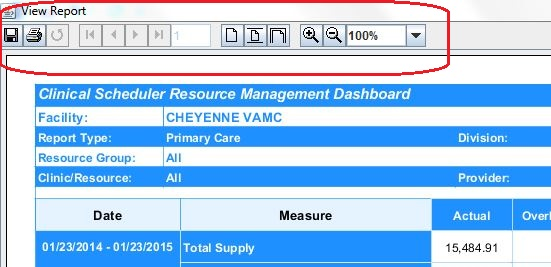 View Report
1
100%
Clinical Scheduler Resource Management Dashboard
Facility: CHEYENNE VAMC
Report Type: Primary Care Division:
Resource Group: All
Clinic/Resource: All Provider:
Date Measure Actual
01/23/2014 - 01/23/2015 Total Supply 15,484.91